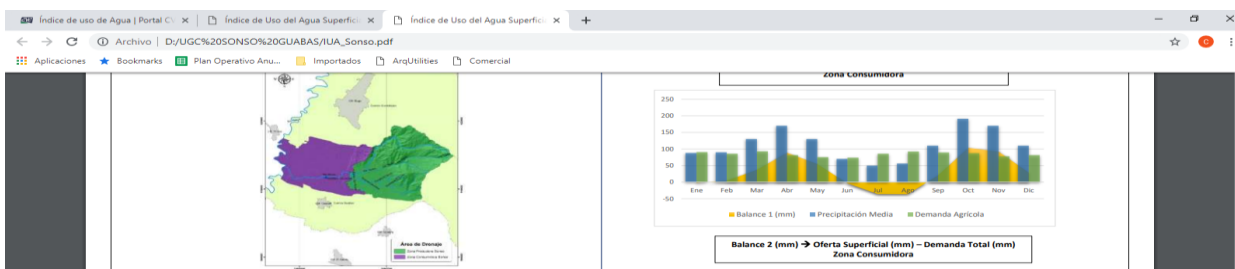 Índice de uso de Agua | Portal CV
Índice de Uso del Agua Superfici
Índice de Uso del Agua Superfici
Archivo | D:/UGC%20SONSO%20GUABAS/IUA_Sonso.pdf
Aplicaciones Bookmarks Plan Operativo Anu... Importados ArqUtilities Comercial
Área de Drenaje
Zona Consumidora
250
200
150
100
50
0
-50
Ene Feb Mar Abr May Jun Jul Ago Sep Oct Nov Dic
Balance 1 (mm) Precipitación Media Demanda Agrícola
Balance 2 (mm) → Oferta Superficial (mm) – Demanda Total (mm)
Zona Consumidora